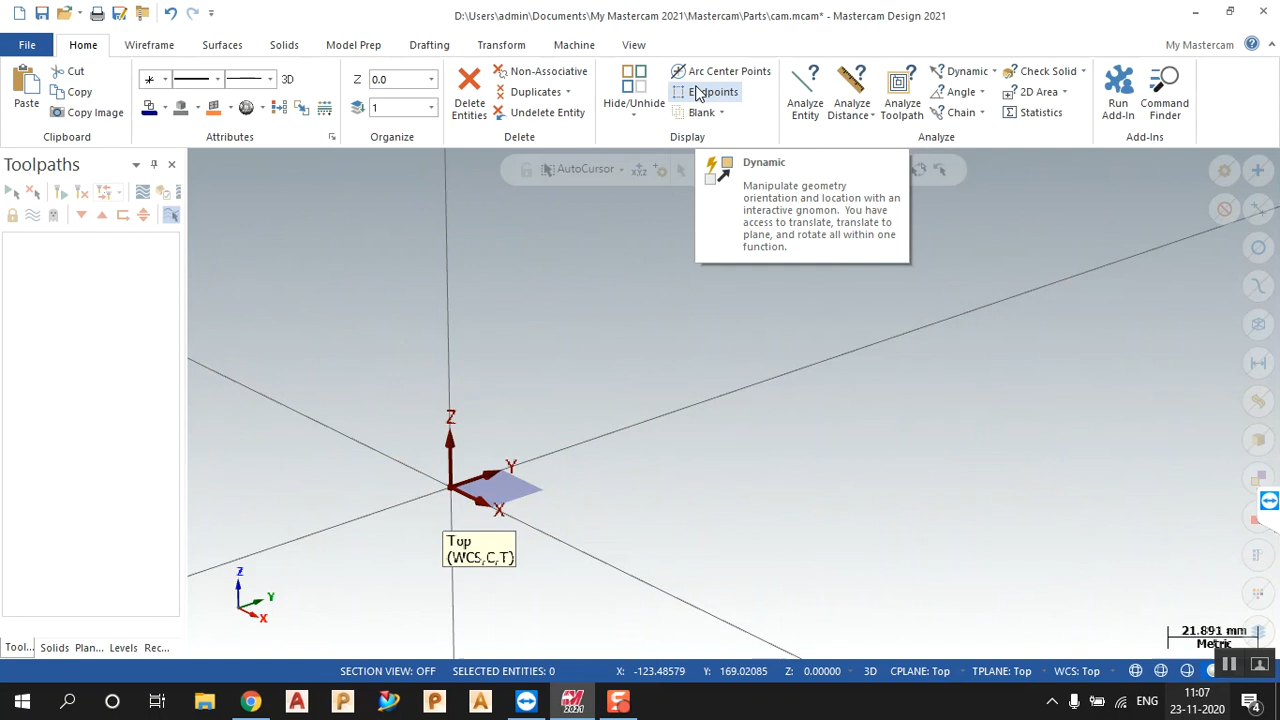 D:\Users\admin\Documents\My Mastercam 2021\Mastercam\Parts\cam.mcam* - Mastercam Design 2021
File Home Wireframe Surfaces Solids Model Prep Drafting Transform Machine View My Mastercam
Cut
Copy
Copy Image
Paste
Clipboard
3D
Attributes
Z 0.0
1
Organize
Delete Entities
Non-Associative
Duplicates
Undelete Entity
Delete
Hide/Unhide
Arc Center Points
Endpoints
Blank
Display
Analyze Entity
Analyze Distance
Analyze Toolpath
Dynamic
Angle
Chain
Check Solid
2D Area
Statistics
Analyze
Run Add-In
Command Finder
Add-Ins
Toolpaths
AutoCursor
Dynamic
Manipulate geometry
orientation and location with an
interactive gnomon. You have
access to translate, translate to
plane, and rotate all within one
function.
Z
Y
X
Top
(WCS,C,T)
Z
Y
X
21.891 mm
Metric
Tool... Solids Plan... Levels Rec...
SECTION VIEW: OFF SELECTED ENTITIES: 0 X: -123.48579 Y: 169.02085 Z: 0.00000 3D CPLANE: Top TPLANE: Top WCS: Top
ENG
11:07
23-11-2020
4